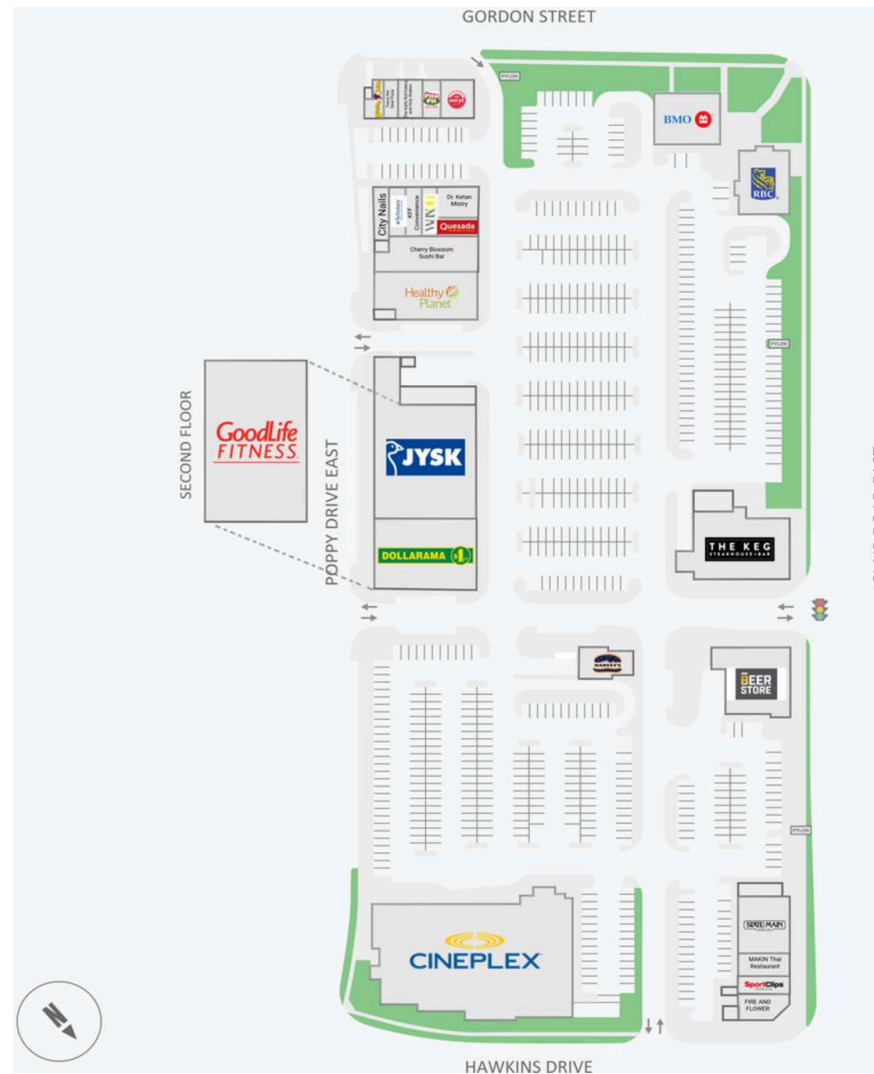 GORDON STREET
PYLON
BMO
RBC
City Nails
KFF
Convenience
Dr. Ketan
Mistry
Quesada
Cherry Blossom
Sushi Bar
Healthy
Planet
PYLON
SECOND FLOOR
GoodLife
FITNESS
POPPY DRIVE EAST
JYSK
DOLLARAMA
THE KEG
STEAKHOUSE + BAR
HARVEY'S
BEER
STORE
PYLON
CINEPLEX
STATE & MAIN
MAKIN Thai
Restaurant
SportClips
FIRE AND
FLOWER
N
HAWKINS DRIVE